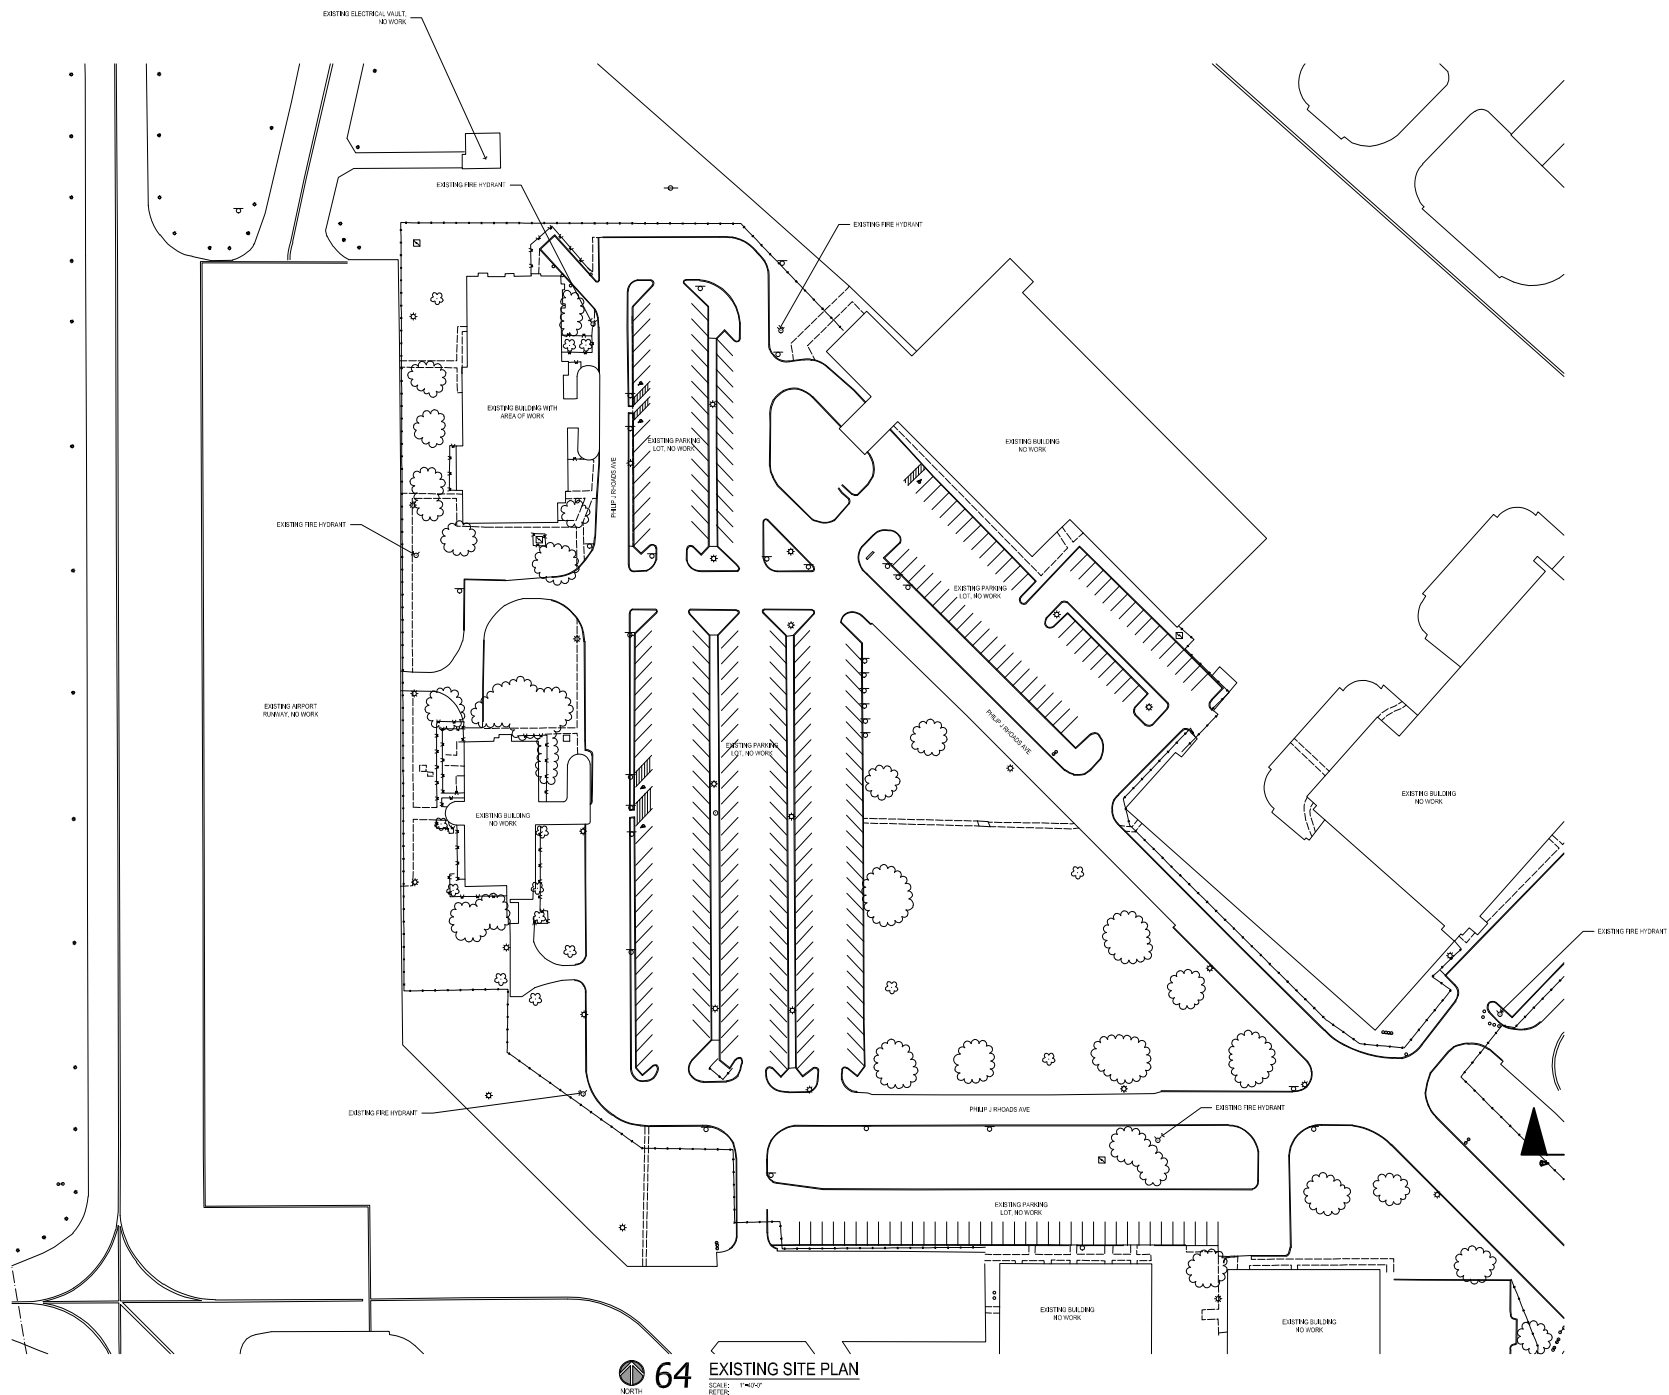 EXISTING ELECTRICAL VAULT,
NO WORK
EXISTING FIRE HYDRANT
EXISTING FIRE HYDRANT
EXISTING BUILDING WITH
AREA OF WORK
EXISTING PARKING
LOT, NO WORK
EXISTING BUILDING
NO WORK
PHILIP J RHOADS AVE
EXISTING FIRE HYDRANT
EXISTING PARKING
LOT, NO WORK
EXISTING AIRPORT
RUNWAY, NO WORK
PHILIP J RHOADS AVE
EXISTING PARKING
LOT, NO WORK
EXISTING BUILDING
NO WORK
EXISTING BUILDING
NO WORK
EXISTING FIRE HYDRANT
EXISTING FIRE HYDRANT
PHILIP J RHOADS AVE
EXISTING FIRE HYDRANT
EXISTING PARKING
LOT, NO WORK
EXISTING BUILDING
NO WORK
EXISTING BUILDING
NO WORK
NORTH
64
EXISTING SITE PLAN
SCALE: 1"=40'-0"
REFER: